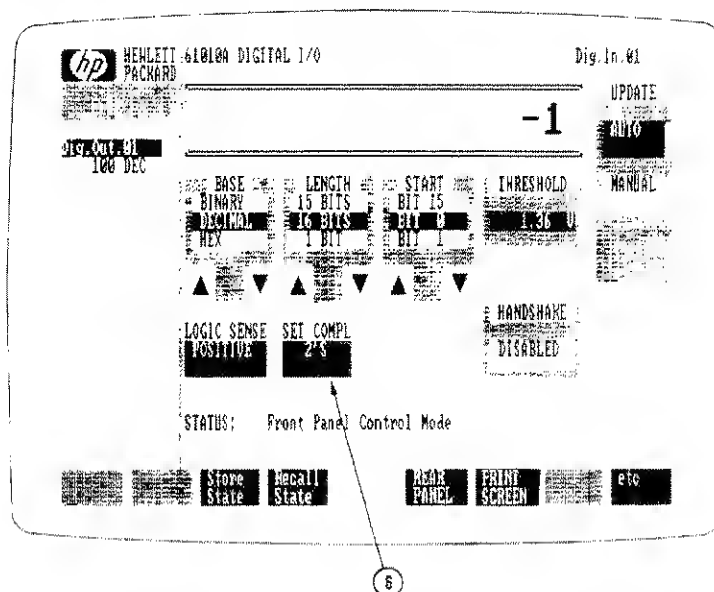 hp HEWLETT PACKARD
61010A DIGITAL I/O
Dig.In.01
-1
UPDATE
AUTO
MANUAL
Dig.Out.01
100 DEC
BASE
BINARY
DECIMAL
HEX
LENGTH
15 BITS
16 BITS
1 BIT
START
BIT 15
BIT 0
BIT 1
THRESHOLD
1.36 V
LOGIC SENSE
POSITIVE
SET COMPL
2'S
HANDSHAKE
DISABLED
STATUS: Front Panel Control Mode
Store State
Recall State
REAR PANEL
PRINT SCREEN
etc
6